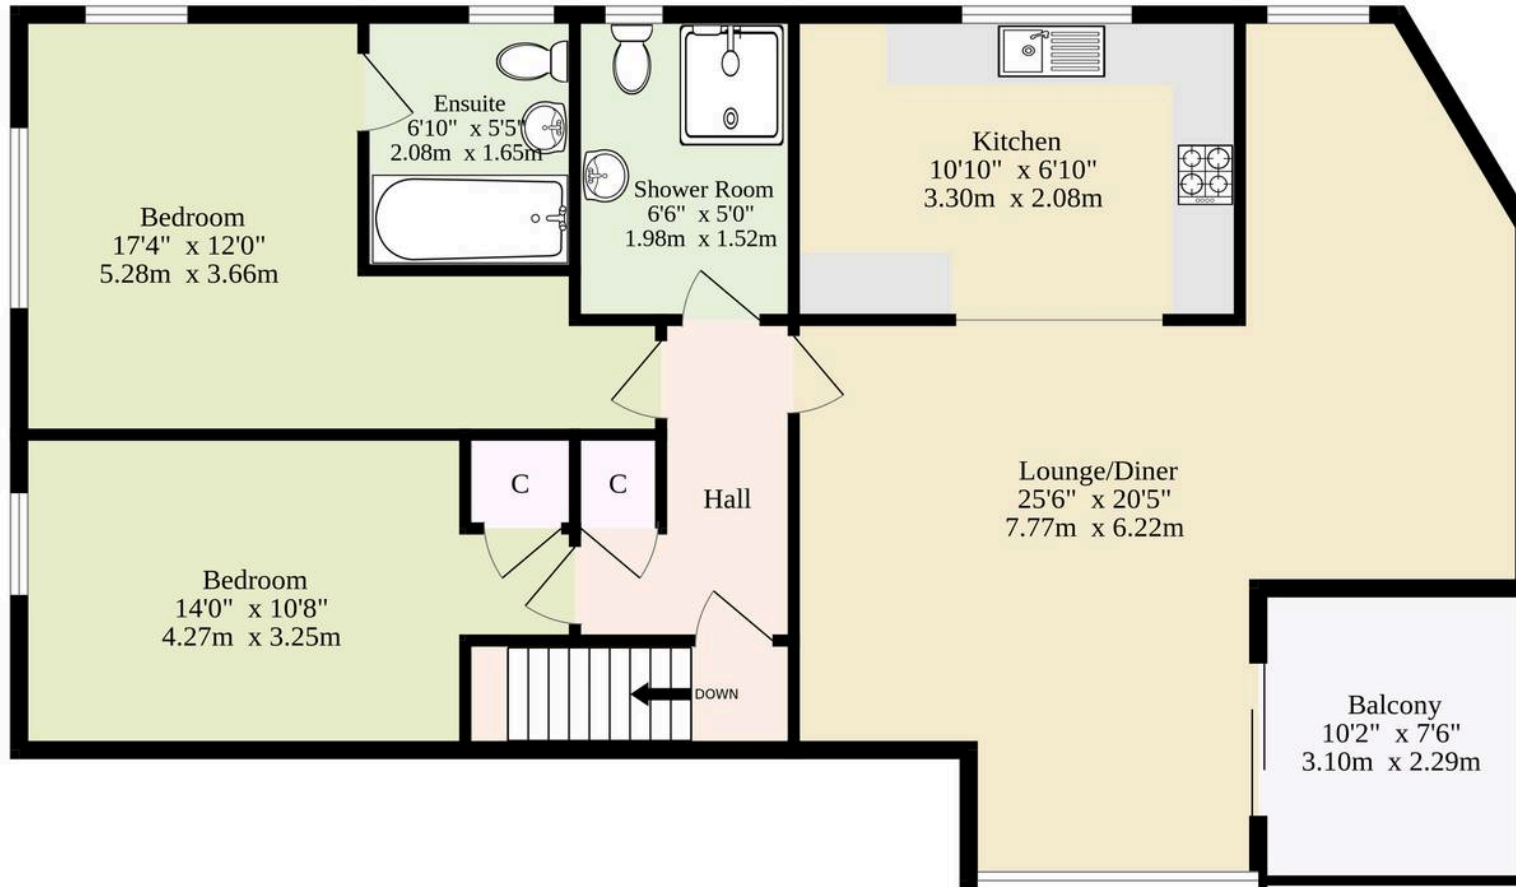 Ensuite
6'10" x 5'5"
2.08m x 1.65m
Kitchen
10'10" x 6'10"
3.30m x 2.08m
Shower Room
6'6" x 5'0"
1.98m x 1.52m
Bedroom
17'4" x 12'0"
5.28m x 3.66m
C
C
Hall
Lounge/Diner
25'6" x 20'5"
7.77m x 6.22m
Bedroom
14'0" x 10'8"
4.27m x 3.25m
DOWN
Balcony
10'2" x 7'6"
3.10m x 2.29m